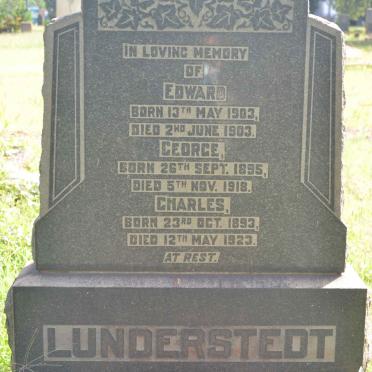 IN LOVING MEMORY
OF
EDWARD
BORN 13TH MAY 1903,
DIED 2ND JUNE 1903.
GEORGE,
BORN 26TH SEPT. 1895,
DIED 5TH NOV. 1918.
CHARLES,
BORN 23RD OCT. 1893,
DIED 12TH MAY 1923.
AT REST.
LUNDERSTEDT